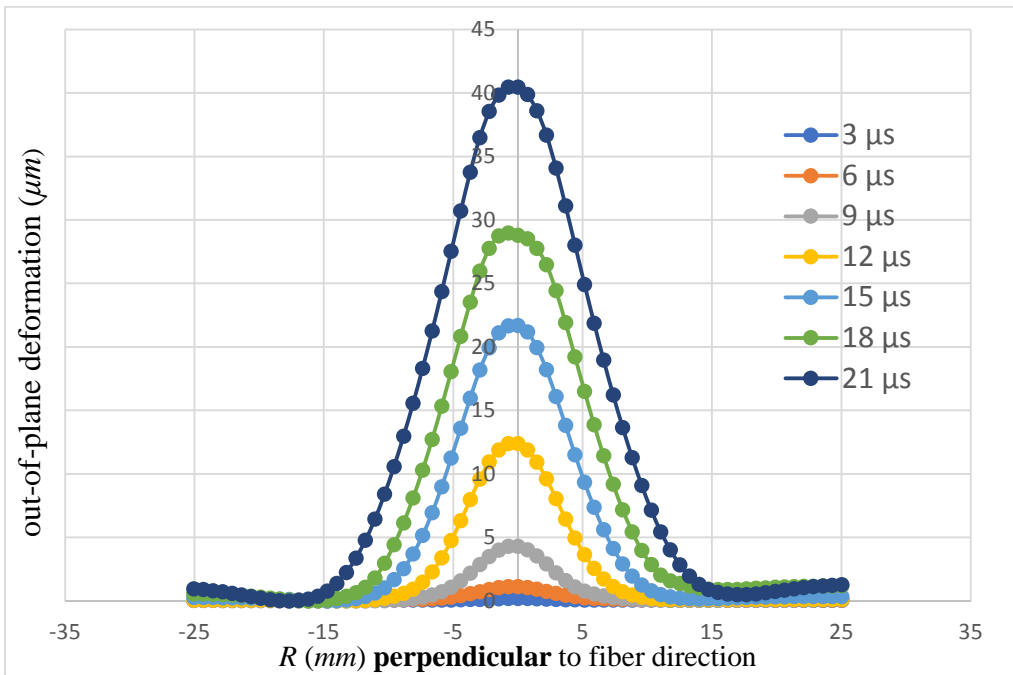 45
40
35
30
25
20
15
10
5
0
-35
-25
-15
-5
5
15
25
35
out-of-plane deformation (μm)
R (mm) perpendicular to fiber direction
3 μs
6 μs
9 μs
12 μs
15 μs
18 μs
21 μs